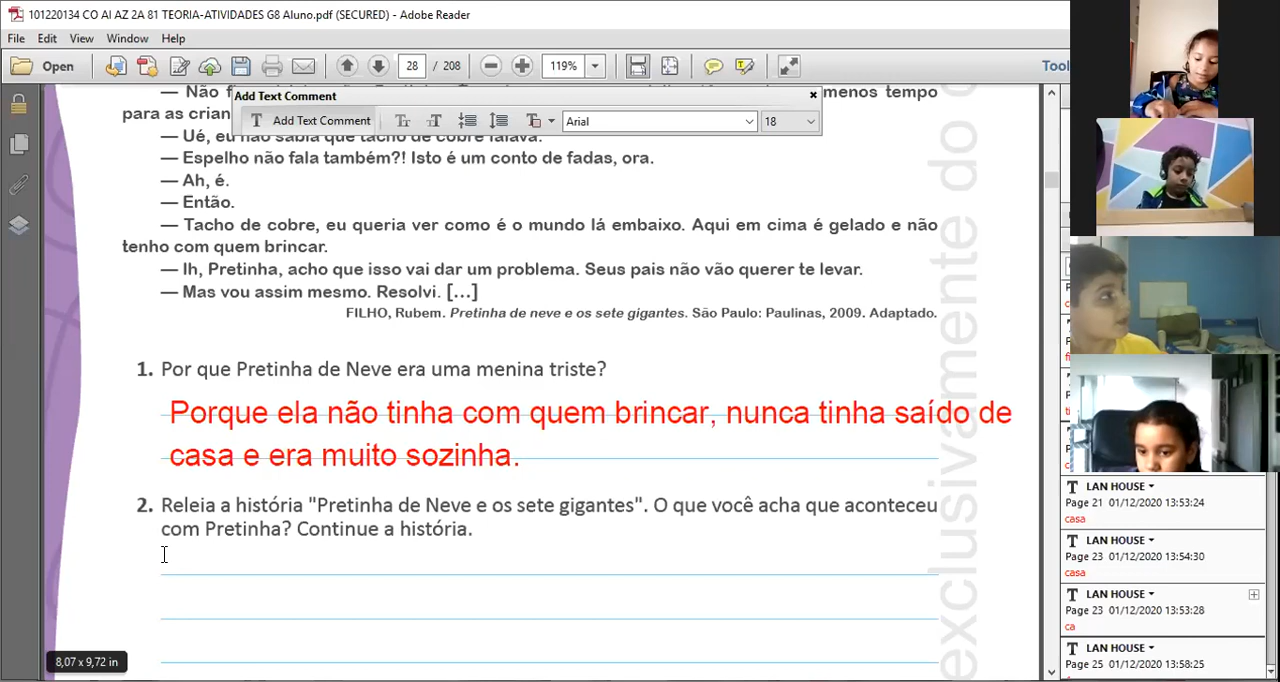 101220134 CO AI AZ 2A 81 TEORIA-ATIVIDADES G8 Aluno.pdf (SECURED) - Adobe Reader
File Edit View Window Help
Open 28 / 208 119% Tool
Add Text Comment
Add Text Comment Arial 18
— Não menos tempo
para as crian
— Ué, eu não sabia que tacho de cobre falava.
— Espelho não fala também?! Isto é um conto de fadas, ora.
— Ah, é.
— Então.
— Tacho de cobre, eu queria ver como é o mundo lá embaixo. Aqui em cima é gelado e não
tenho com quem brincar.
— Ih, Pretinha, acho que isso vai dar um problema. Seus pais não vão querer te levar.
— Mas vou assim mesmo. Resolvi. [...]
FILHO, Rubem. Pretinha de neve e os sete gigantes. São Paulo: Paulinas, 2009. Adaptado.
1. Por que Pretinha de Neve era uma menina triste?
Porque ela não tinha com quem brincar, nunca tinha saído de
casa e era muito sozinha.
2. Releia a história "Pretinha de Neve e os sete gigantes". O que você acha que aconteceu
com Pretinha? Continue a história.
8,07 x 9,72 in
exclusivamente do
LAN HOUSE
Page 21 01/12/2020 13:53:24
casa
LAN HOUSE
Page 23 01/12/2020 13:54:30
casa
LAN HOUSE
Page 23 01/12/2020 13:53:28
ca
LAN HOUSE
Page 25 01/12/2020 13:58:25